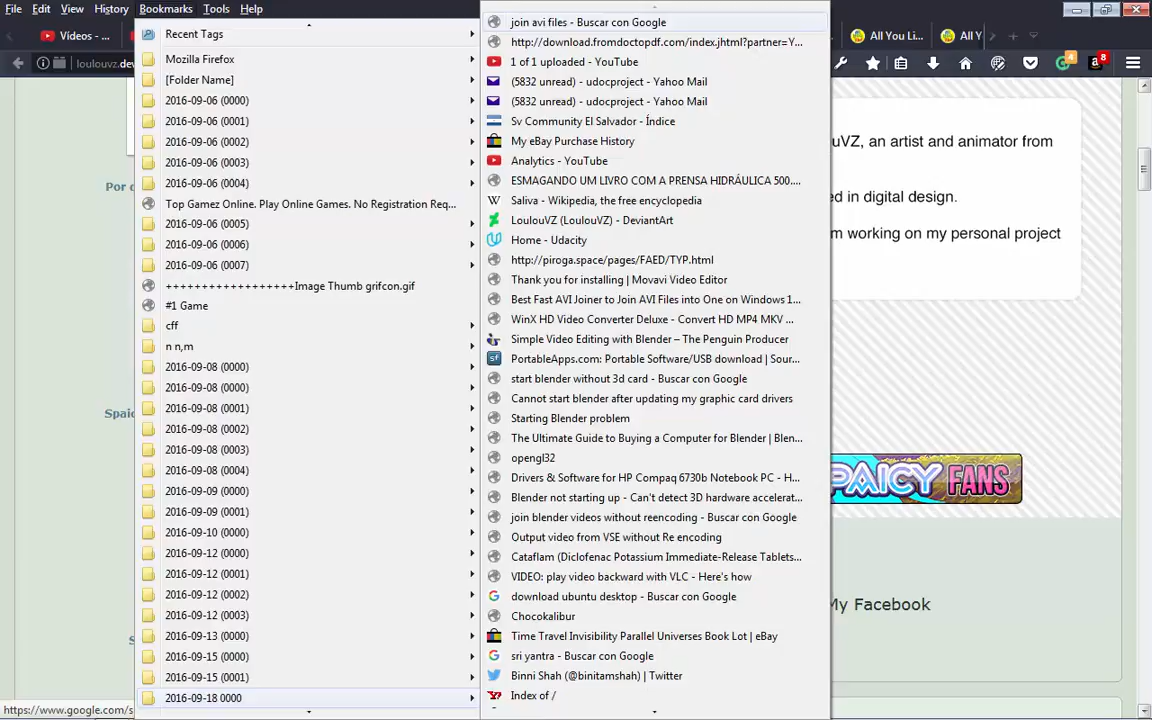 File Edit View History Bookmarks Tools Help
Vídeos - ...
All You Li...
All Y
loulouvz.dev
4
8
Recent Tags
Mozilla Firefox
[Folder Name]
2016-09-06 (0000)
2016-09-06 (0001)
2016-09-06 (0002)
2016-09-06 (0003)
2016-09-06 (0004)
Top Gamez Online. Play Online Games. No Registration Req...
2016-09-06 (0005)
2016-09-06 (0006)
2016-09-06 (0007)
++++++++++++++++++Image Thumb grifcon.gif
#1 Game
cff
n n,m
2016-09-08 (0000)
2016-09-08 (0000)
2016-09-08 (0001)
2016-09-08 (0002)
2016-09-08 (0003)
2016-09-08 (0004)
2016-09-09 (0000)
2016-09-09 (0001)
2016-09-10 (0000)
2016-09-12 (0000)
2016-09-12 (0001)
2016-09-12 (0002)
2016-09-12 (0003)
2016-09-13 (0000)
2016-09-15 (0000)
2016-09-15 (0001)
2016-09-18 0000
join avi files - Buscar con Google
http://download.fromdoctopdf.com/index.jhtml?partner=Y...
1 of 1 uploaded - YouTube
(5832 unread) - udocproject - Yahoo Mail
(5832 unread) - udocproject - Yahoo Mail
Sv Community El Salvador - Índice
My eBay Purchase History
Analytics - YouTube
ESMAGANDO UM LIVRO COM A PRENSA HIDRÁULICA 500....
Saliva - Wikipedia, the free encyclopedia
LoulouVZ (LoulouVZ) - DeviantArt
Home - Udacity
http://piroga.space/pages/FAED/TYP.html
Thank you for installing | Movavi Video Editor
Best Fast AVI Joiner to Join AVI Files into One on Windows 1...
WinX HD Video Converter Deluxe - Convert HD MP4 MKV ...
Simple Video Editing with Blender – The Penguin Producer
PortableApps.com: Portable Software/USB download | Sour...
start blender without 3d card - Buscar con Google
Cannot start blender after updating my graphic card drivers
Starting Blender problem
The Ultimate Guide to Buying a Computer for Blender | Blen...
opengl32
Drivers & Software for HP Compaq 6730b Notebook PC - H...
Blender not starting up - Can't detect 3D hardware accelerat...
join blender videos without reencoding - Buscar con Google
Output video from VSE without Re encoding
Cataflam (Diclofenac Potassium Immediate-Release Tablets...
VIDEO: play video backward with VLC - Here's how
download ubuntu desktop - Buscar con Google
Chocokalibur
Time Travel Invisibility Parallel Universes Book Lot | eBay
sri yantra - Buscar con Google
Binni Shah (@binitamshah) | Twitter
Index of /
uVZ, an artist and animator from
ed in digital design.
m working on my personal project
PAICY FANS
My Facebook
Por d
Spaic
S
https://www.google.com/s